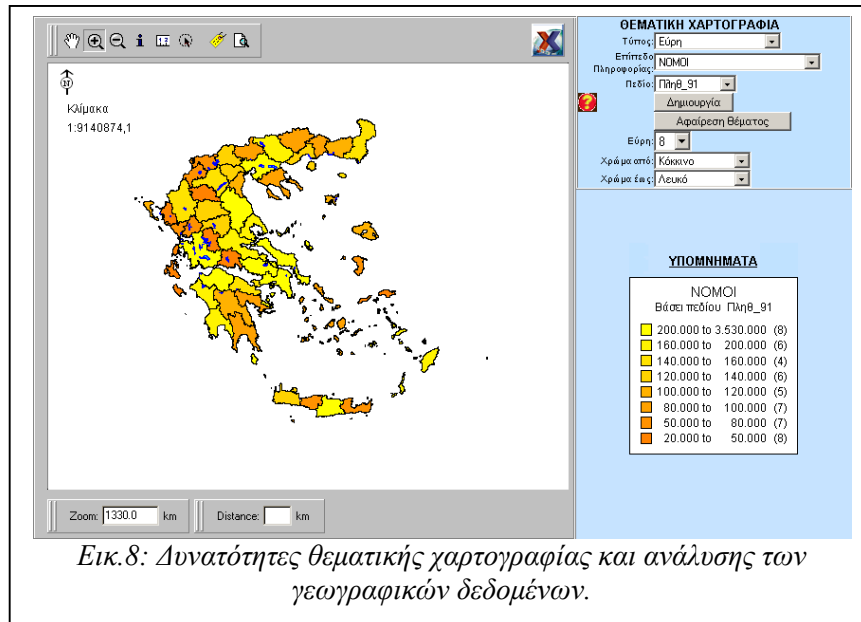 ΘΕΜΑΤΙΚΗ ΧΑΡΤΟΓΡΑΦΙΑ
Τύπος: Εύρη
Επίπεδο Πληροφορίας: ΝΟΜΟΙ
Πεδίο: Πληθ_91
Δημιουργία
Αφαίρεση θέματος
Εύρη: 8
Χρώμα από: Κόκκινο
Χρώμα έως: Λευκό
N
Κλίμακα
1:9140874,1
ΥΠΟΜΝΗΜΑΤΑ
ΝΟΜΟΙ
Βάσει πεδίου Πληθ_91
200.000 to 3.530.000 (8)
160.000 to 200.000 (6)
140.000 to 160.000 (4)
120.000 to 140.000 (6)
100.000 to 120.000 (5)
80.000 to 100.000 (7)
50.000 to 80.000 (7)
20.000 to 50.000 (8)
Zoom: 1330.0 km
Distance: km
Εικ.8: Δυνατότητες θεματικής χαρτογραφίας και ανάλυσης των
γεωγραφικών δεδομένων.